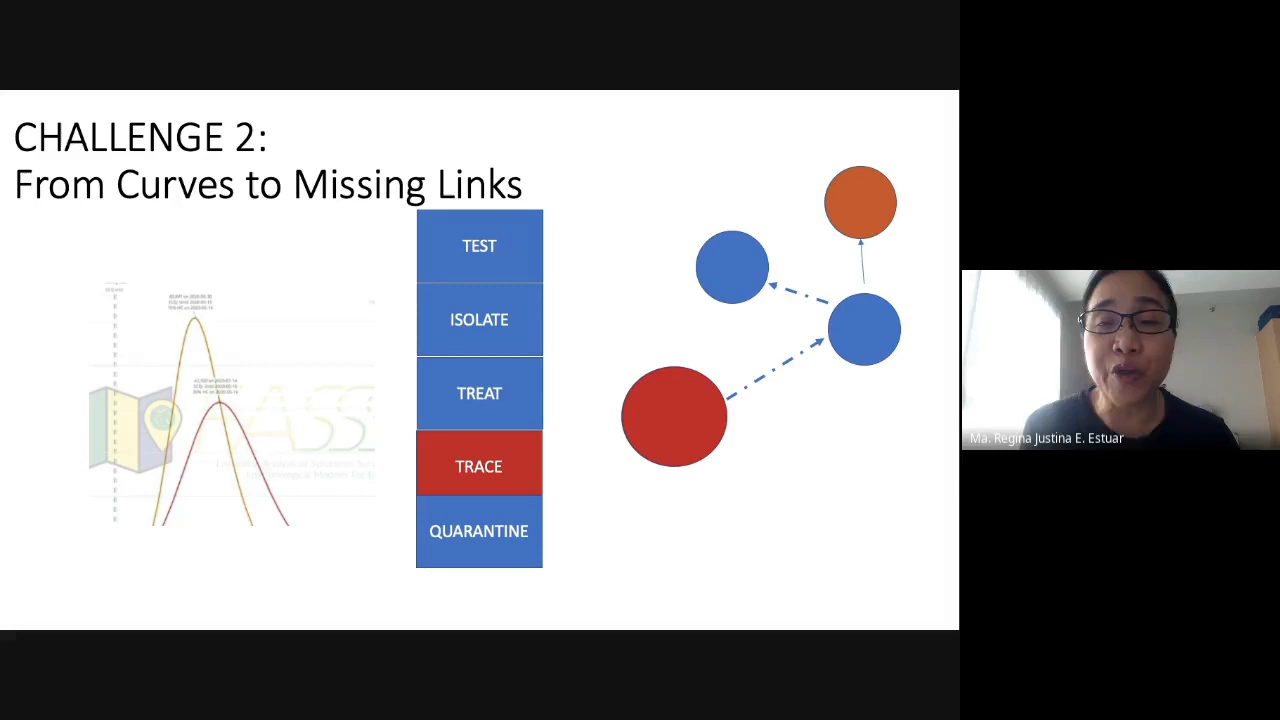 CHALLENGE 2:
From Curves to Missing Links
TEST
ISOLATE
TREAT
TRACE
QUARANTINE
Ma. Regina Justina E. Estuar